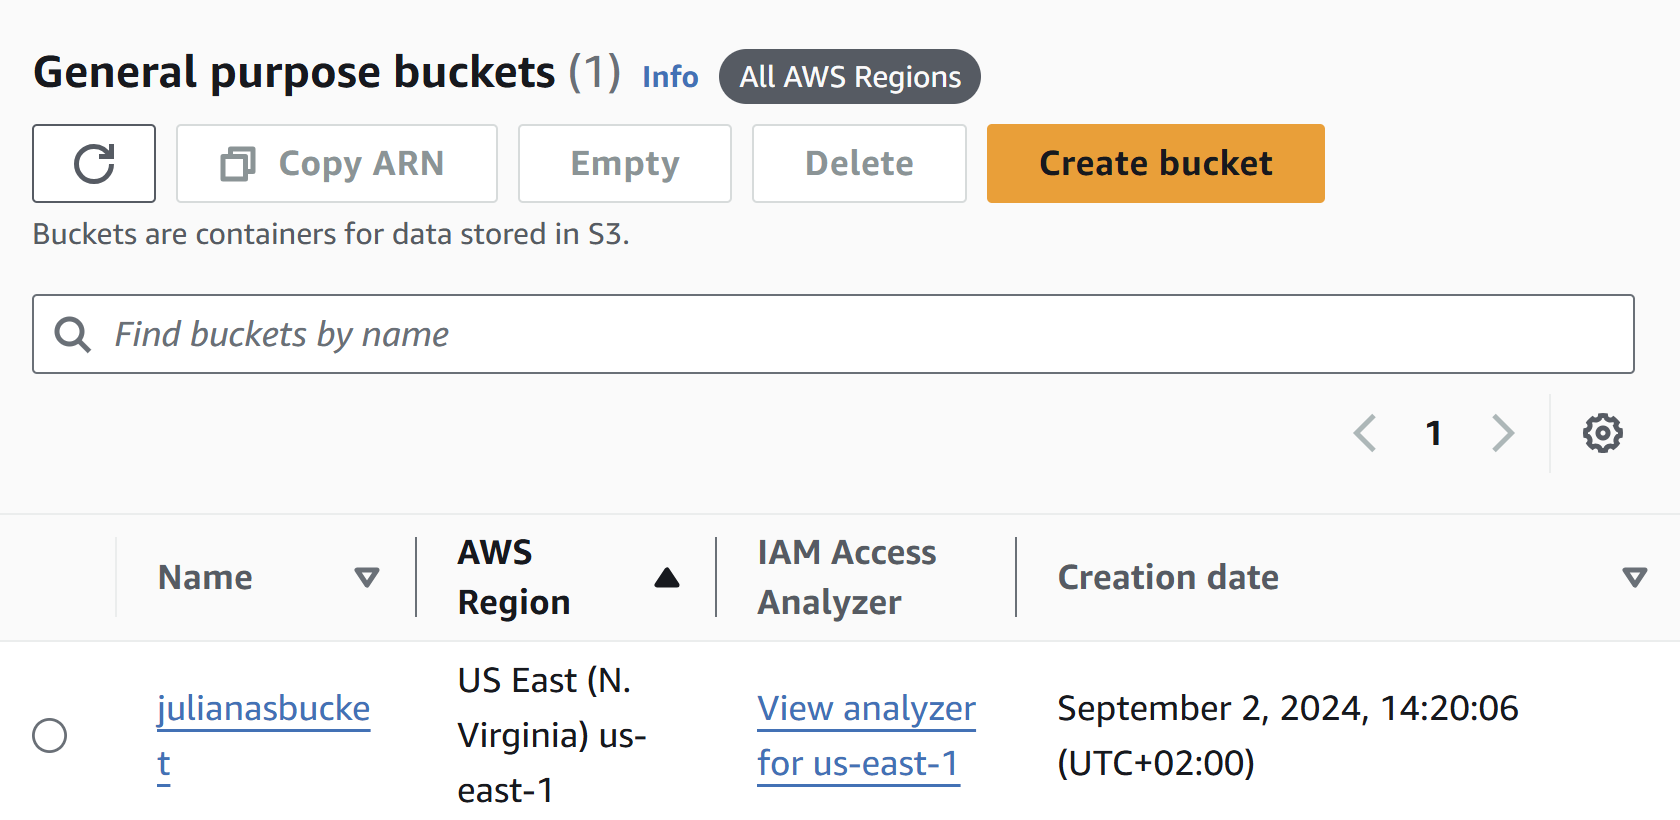 General purpose buckets (1) Info All AWS Regions
Copy ARN Empty Delete Create bucket
Buckets are containers for data stored in S3.
Find buckets by name
1
Name
AWS
Region
IAM Access
Analyzer
Creation date
julianasbucke
t
US East (N.
Virginia) us-
east-1
View analyzer
for us-east-1
September 2, 2024, 14:20:06
(UTC+02:00)